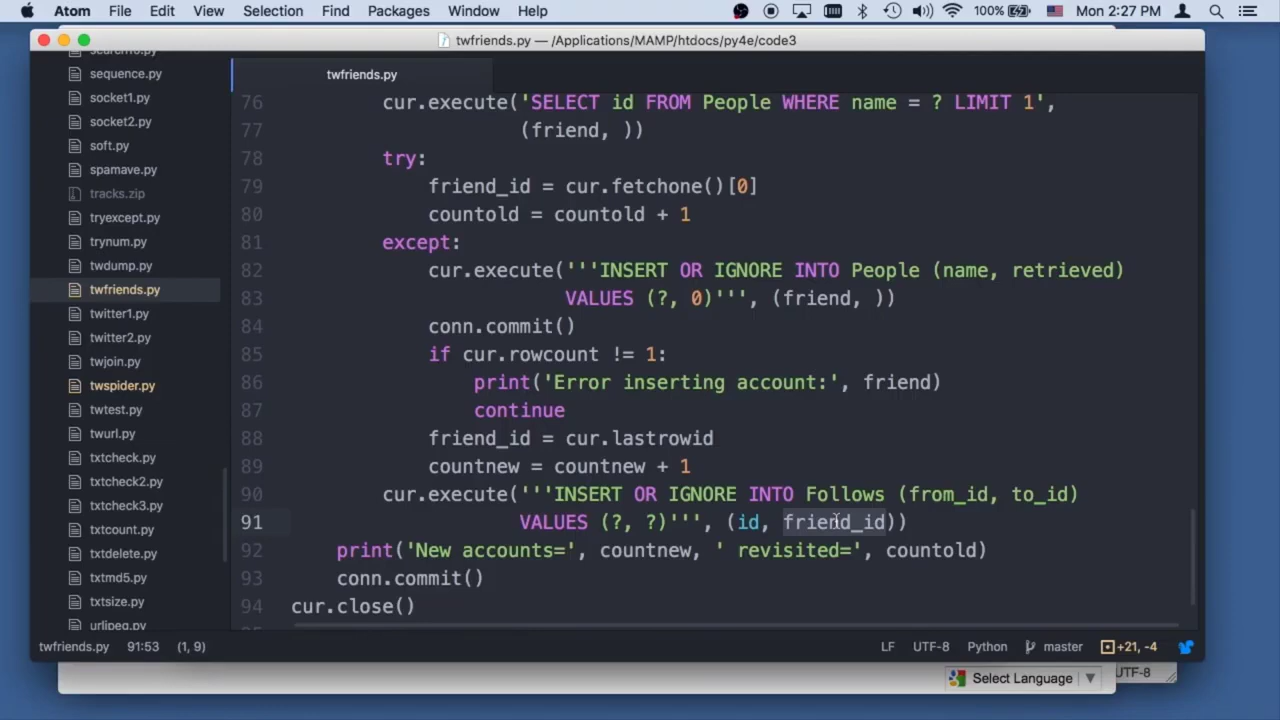 Atom File Edit View Selection Find Packages Window Help 100% Mon 2:27 PM
twfriends.py — /Applications/MAMP/htdocs/py4e/code3
sequence.py
socket1.py
socket2.py
soft.py
spamave.py
tracks.zip
tryexcept.py
trynum.py
twdump.py
twfriends.py
twitter1.py
twitter2.py
twjoin.py
twspider.py
twtest.py
twurl.py
txtcheck.py
txtcheck2.py
txtcheck3.py
txtcount.py
txtdelete.py
txtmd5.py
txtsize.py
urljpeg.py
twfriends.py
76 cur.execute('SELECT id FROM People WHERE name = ? LIMIT 1',
77 (friend, ))
78 try:
79 friend_id = cur.fetchone()[0]
80 countold = countold + 1
81 except:
82 cur.execute('''INSERT OR IGNORE INTO People (name, retrieved)
83 VALUES (?, 0)''', (friend, ))
84 conn.commit()
85 if cur.rowcount != 1:
86 print('Error inserting account:', friend)
87 continue
88 friend_id = cur.lastrowid
89 countnew = countnew + 1
90 cur.execute('''INSERT OR IGNORE INTO Follows (from_id, to_id)
91 VALUES (?, ?)''', (id, friend_id))
92 print('New accounts=', countnew, ' revisited=', countold)
93 conn.commit()
94 cur.close()
twfriends.py 91:53 (1, 9) LF UTF-8 Python master +21, -4
Select Language ▼ UTF-8